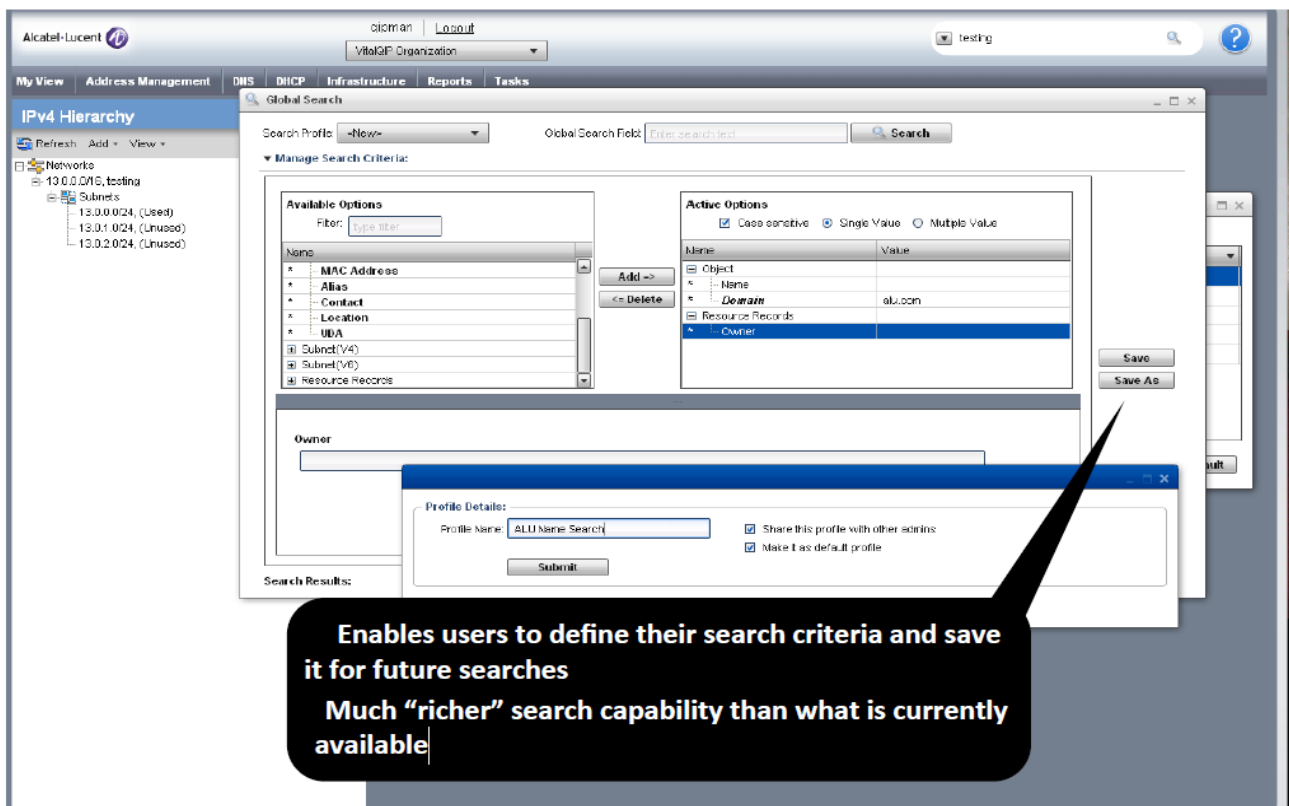 Alcatel-Lucent
qipman | Logout
VitalQIP Organization
testing
?
My View Address Management DNS DHCP Infrastructure Reports Tasks
IPv4 Hierarchy
Refresh Add View
Networks
13.0.0.0/16, testing
Subnets
13.0.0.0/24, (Used)
13.0.1.0/24, (Unused)
13.0.2.0/24, (Unused)
Global Search
Search Profile: -New- Global Search Field: Enter search text Search
Manage Search Criteria:
Available Options
Filter: type filter
Name
* MAC Address
* Alias
* Contact
* Location
* UDA
Subnet(V4)
Subnet(V6)
Resource Records
Add ->
<= Delete
Active Options
Case sensitive Single Value Multiple Value
Name Value
Object
* Name
* Domain alu.com
Resource Records
* Owner
Save
Save As
Owner
Profile Details:
Profile Name: ALU Name Search
Share this profile with other admins
Make it as default profile
Submit
Search Results:
Enables users to define their search criteria and save
it for future searches
Much “richer” search capability than what is currently
available